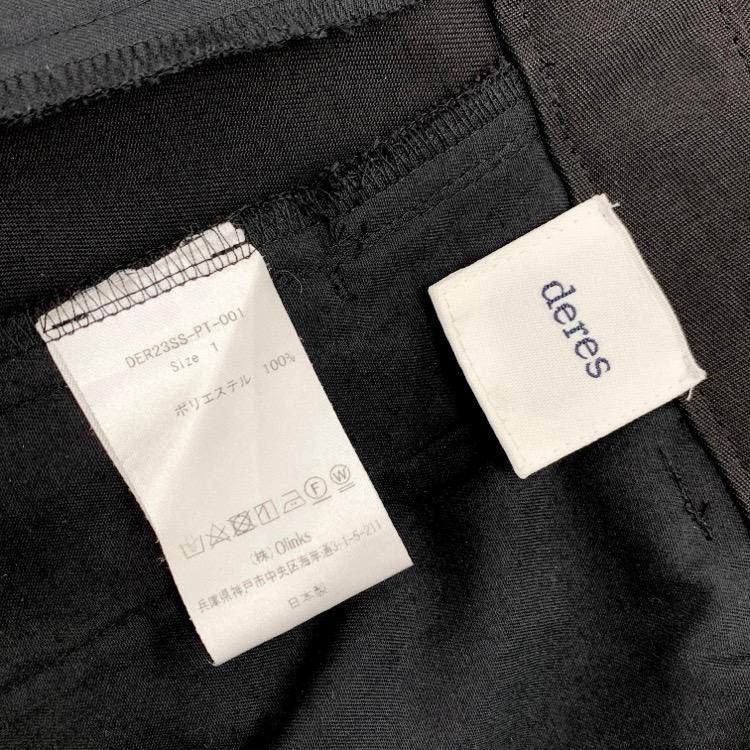 DER23SS-PT-001
Size 1
ポリエステル 100%
F W
(株) Olinks
兵庫県神戸市中央区海岸通3-1-5-211
日本製
deres